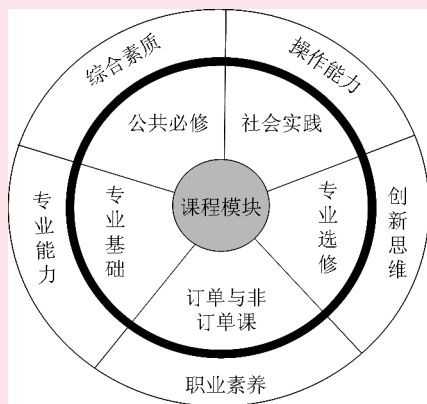 综合素质
操作能力
公共必修
社会实践
课程模块
专业能力
专业基础
专业选修
创新思维
订单与非
订单课
职业素养